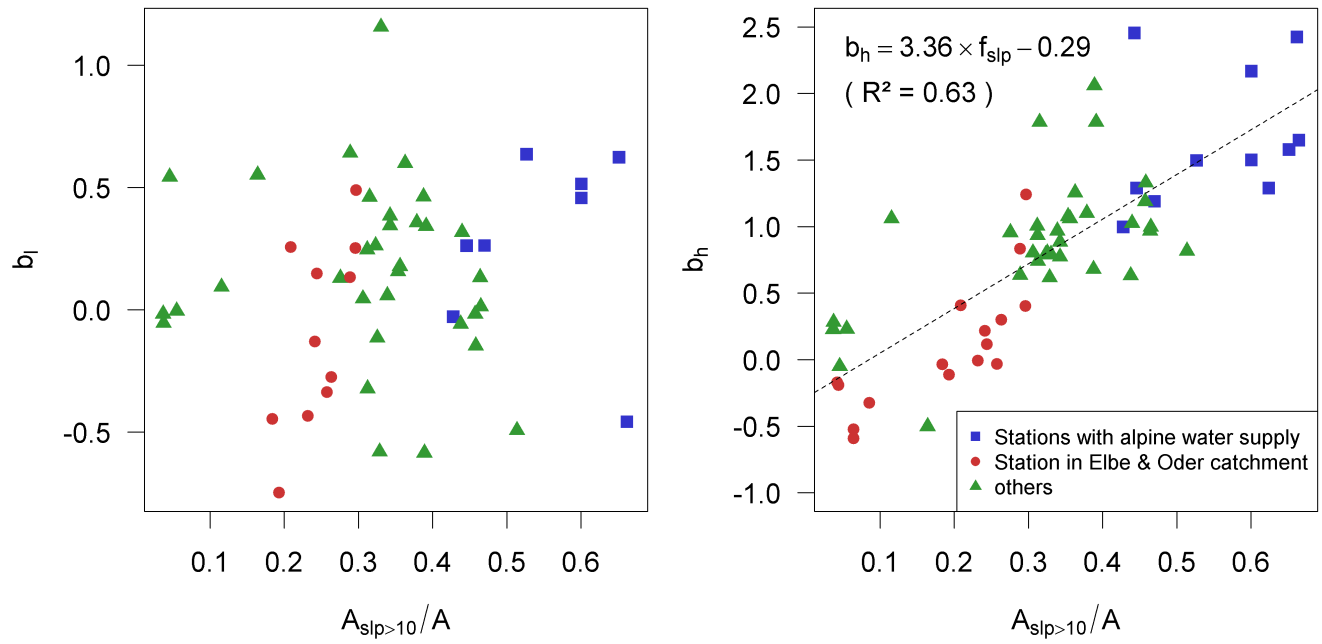 1.0
0.5
0.0
-0.5
b_l
0.1 0.2 0.3 0.4 0.5 0.6
A_slp>10/A
2.5
2.0
1.5
1.0
0.5
0.0
-0.5
-1.0
b_h
b_h = 3.36 × f_slp − 0.29
( R² = 0.63 )
Stations with alpine water supply
Station in Elbe & Oder catchment
others
0.1 0.2 0.3 0.4 0.5 0.6
A_slp>10/A